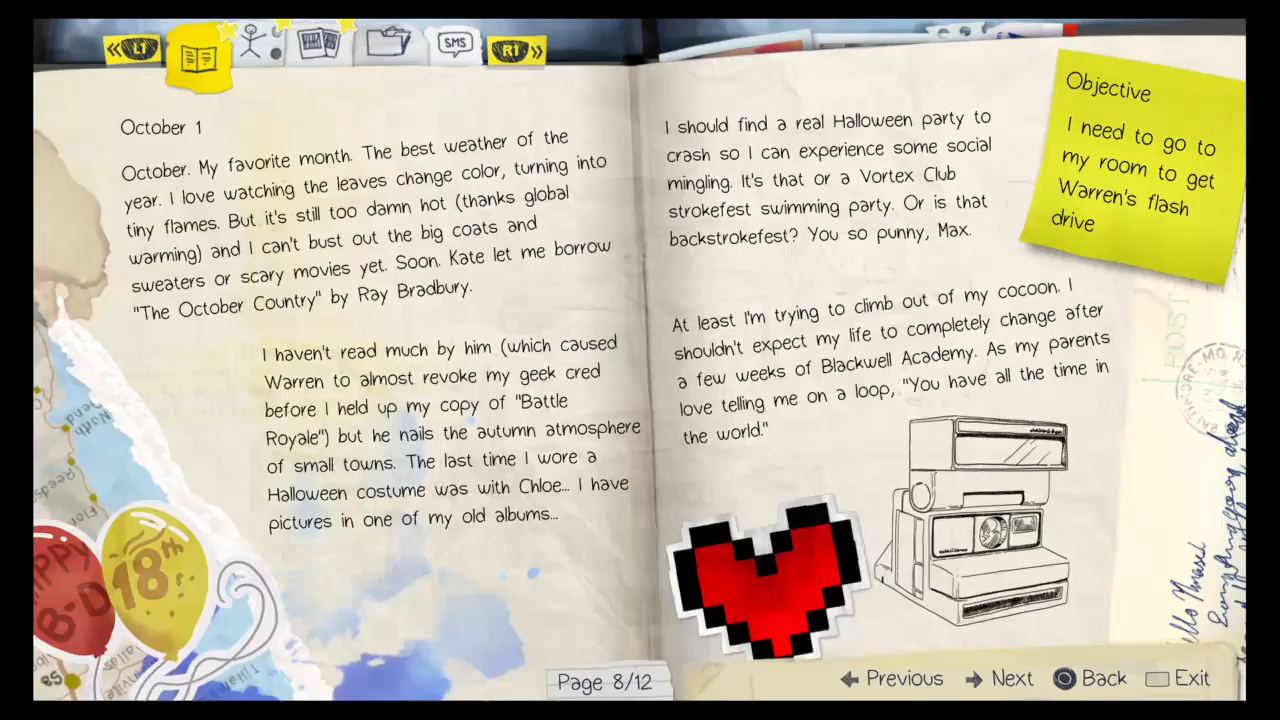 L1
SMS
R1
October 1
October. My favorite month. The best weather of the
year. I love watching the leaves change color, turning into
tiny flames. But it's still too damn hot (thanks global
warming) and I can't bust out the big coats and
sweaters or scary movies yet. Soon. Kate let me borrow
"The October Country" by Ray Bradbury.
I haven't read much by him (which caused
Warren to almost revoke my geek cred
before I held up my copy of "Battle
Royale") but he nails the autumn atmosphere
of small towns. The last time I wore a
Halloween costume was with Chloe... I have
pictures in one of my old albums...
I should find a real Halloween party to
crash so I can experience some social
mingling. It's that or a Vortex Club
strokefest swimming party. Or is that
backstrokefest? You so punny, Max.
At least I'm trying to climb out of my cocoon. I
shouldn't expect my life to completely change after
a few weeks of Blackwell Academy. As my parents
love telling me on a loop, "You have all the time in
the world."
Objective
I need to go to
my room to get
Warren's flash
drive
POST
B-D
18th
Page 8/12
Previous
Next
Back
Exit